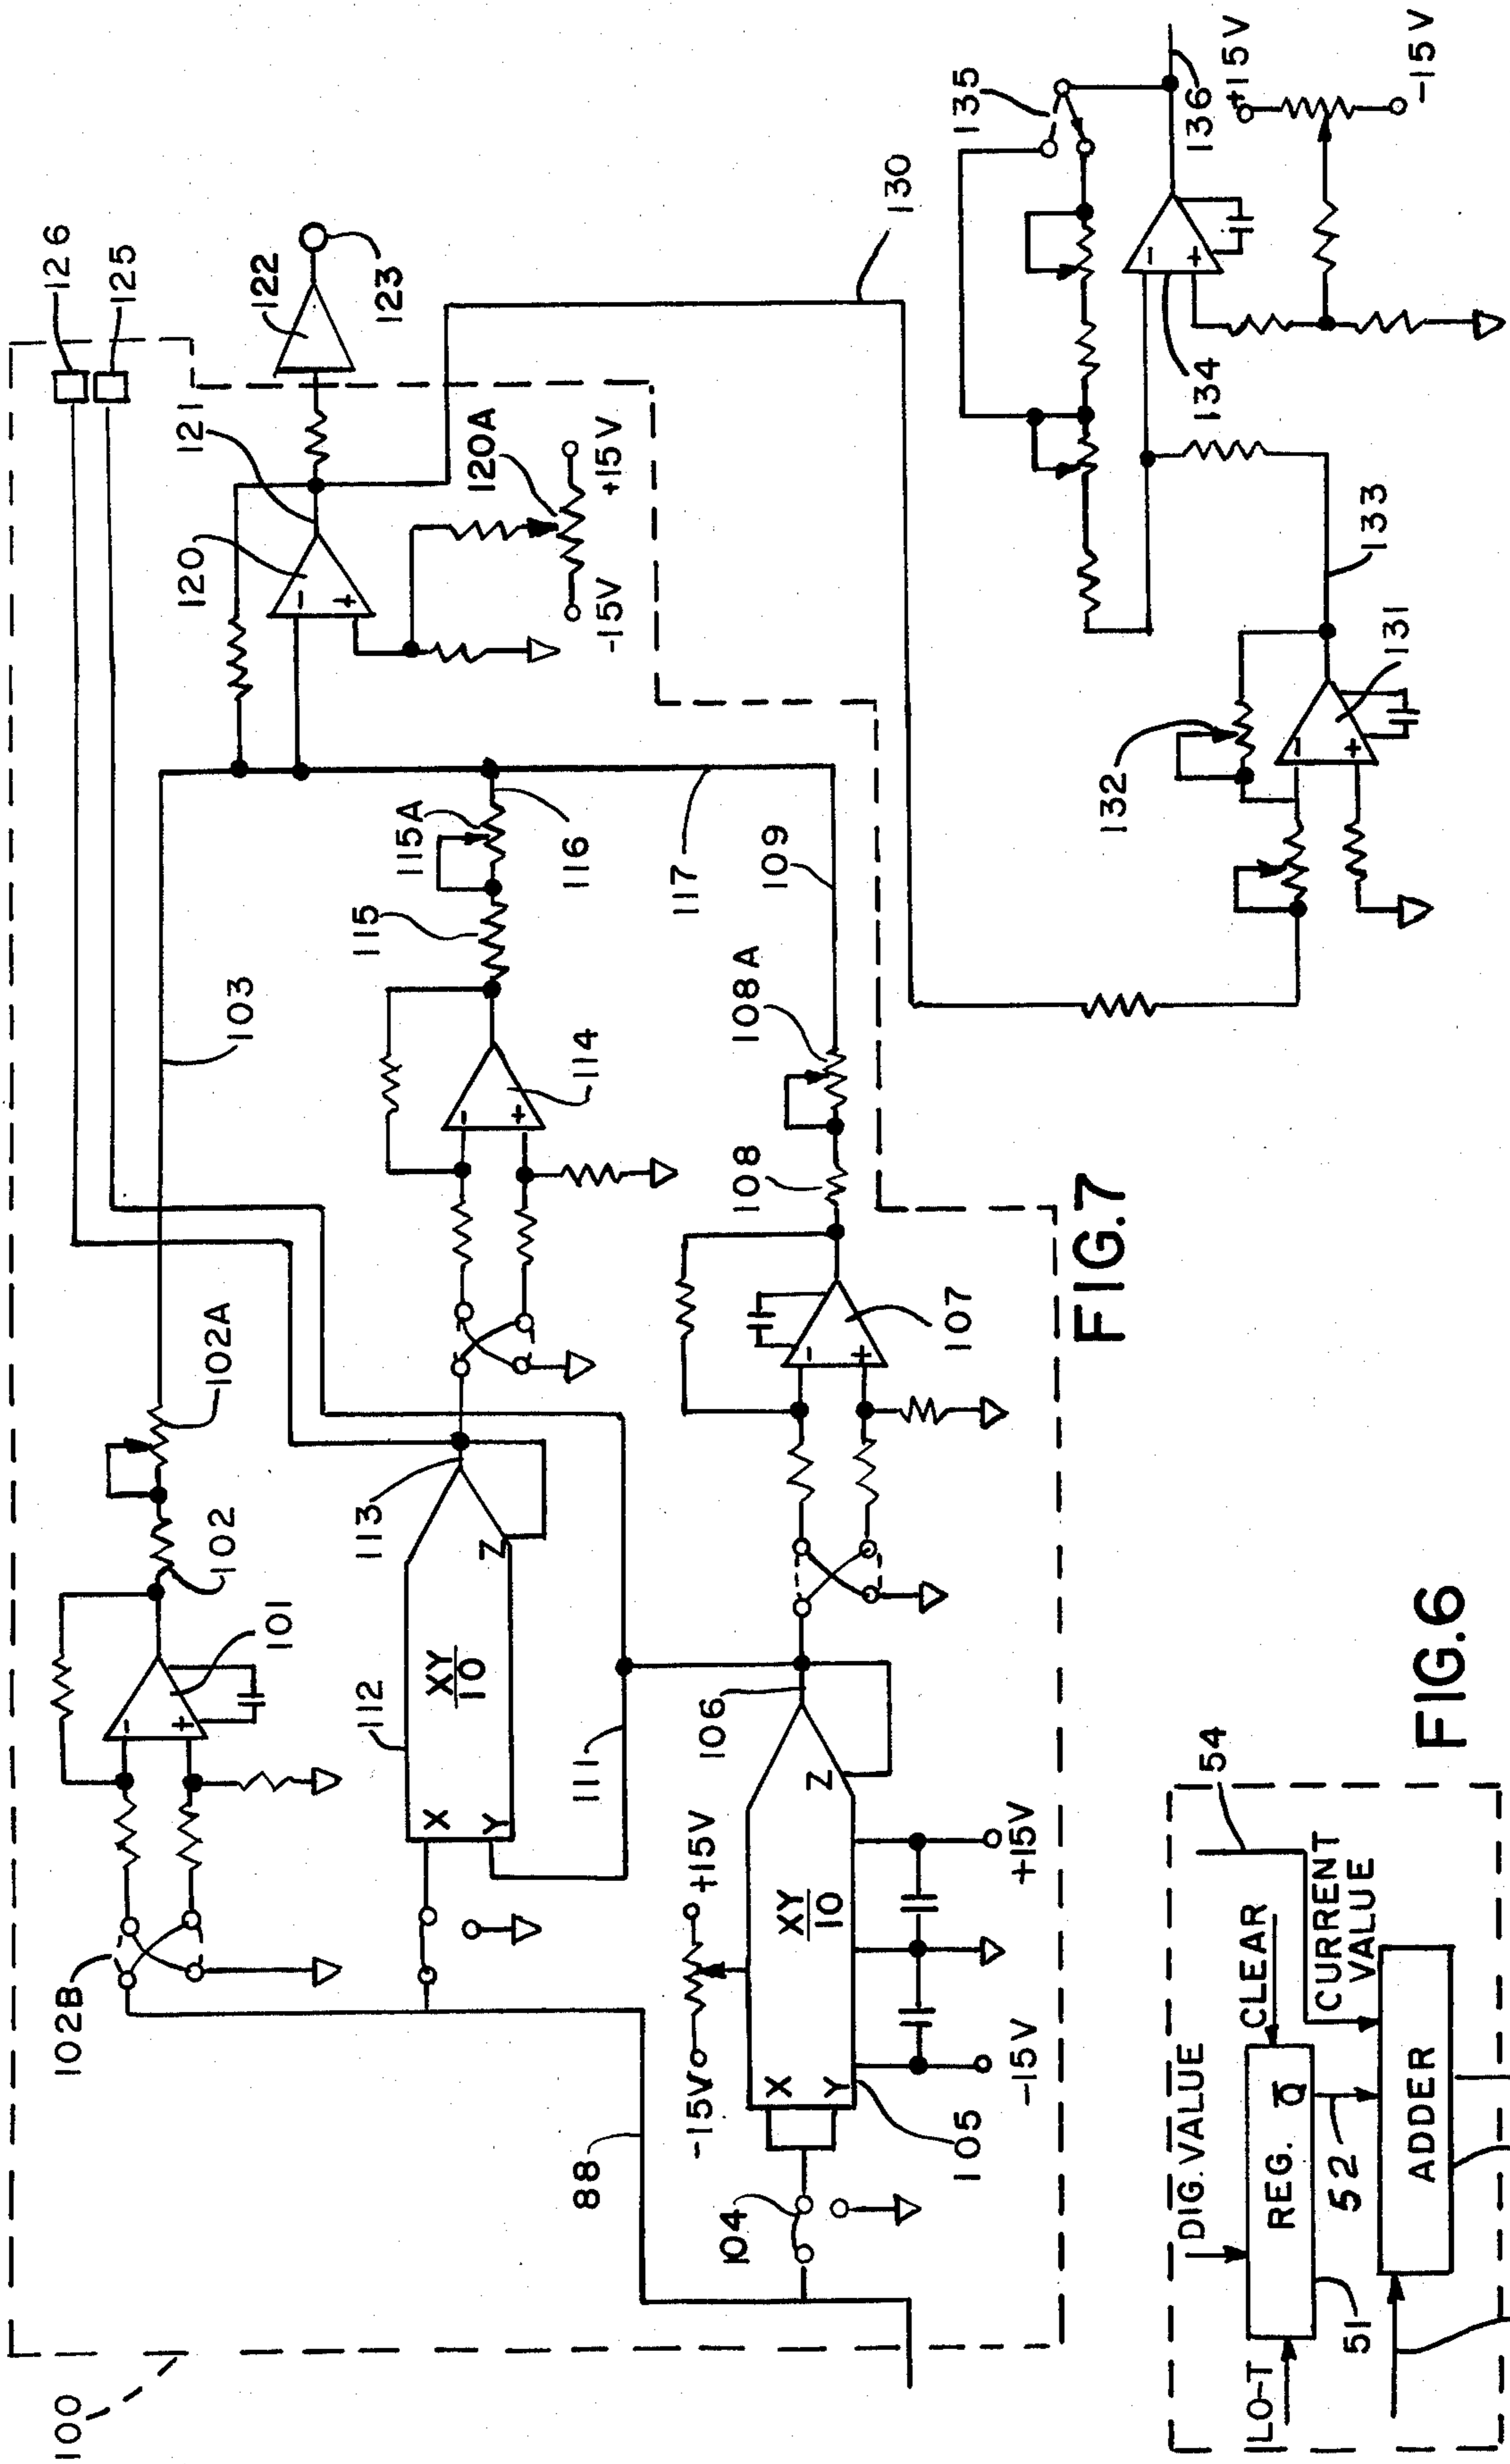 126
125
122
123
121
120
120A
-15V
+15V
130
135
136
+15V
-15V
134
-
+
133
131
132
-
+
-
+
103
115A
115
116
117
109
114
-
+
108A
108
107
-
+
FIG.7
102A
102
101
-
+
102B
113
112
XY
10
X
Y
Z
111
106
Z
XY
10
X
Y
-15V
+15V
-15V
+15V
105
104
88
100
FIG.6
54
CLEAR
CURRENT
VALUE
DIG. VALUE
REG.
Q̅
52
ADDER
51
LO-T